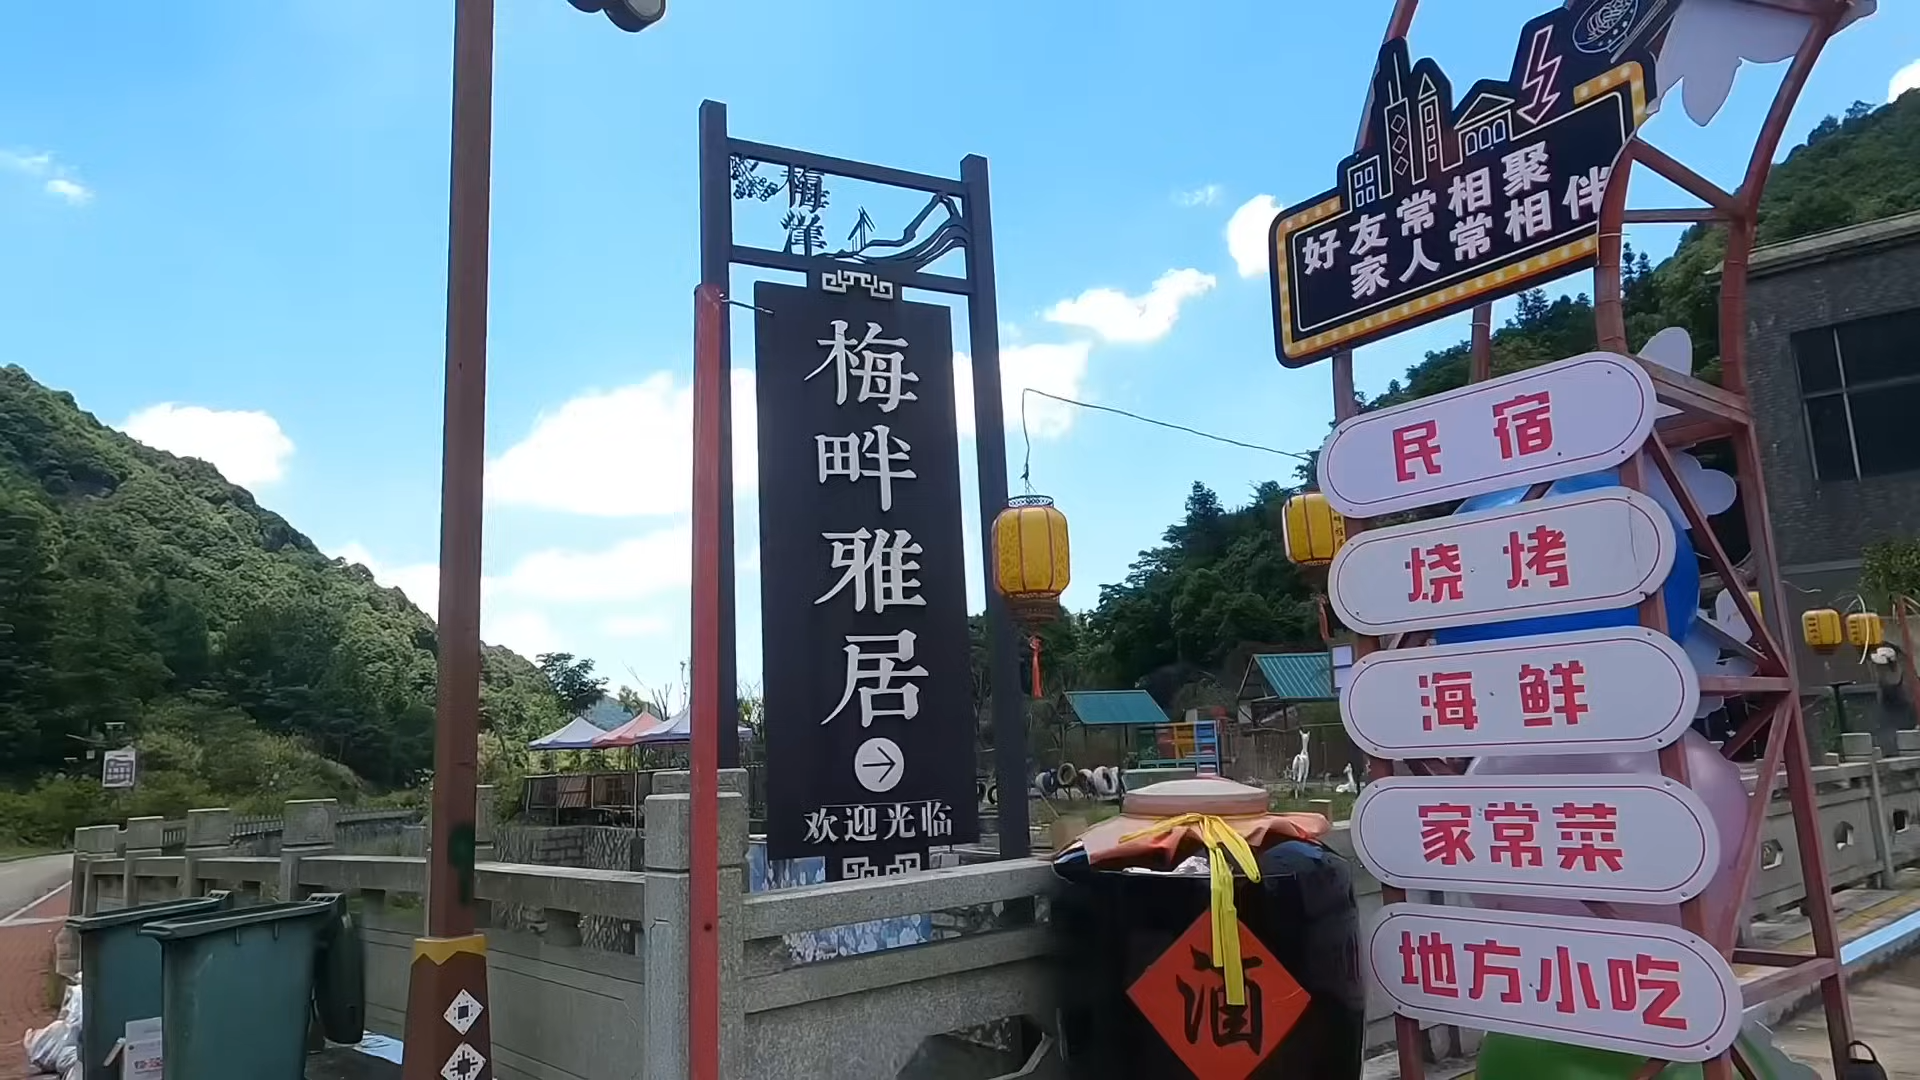 梅洋
梅畔雅居
欢迎光临
好友常相聚
家人常相伴
民宿
烧烤
海鲜
家常菜
地方小吃
酒